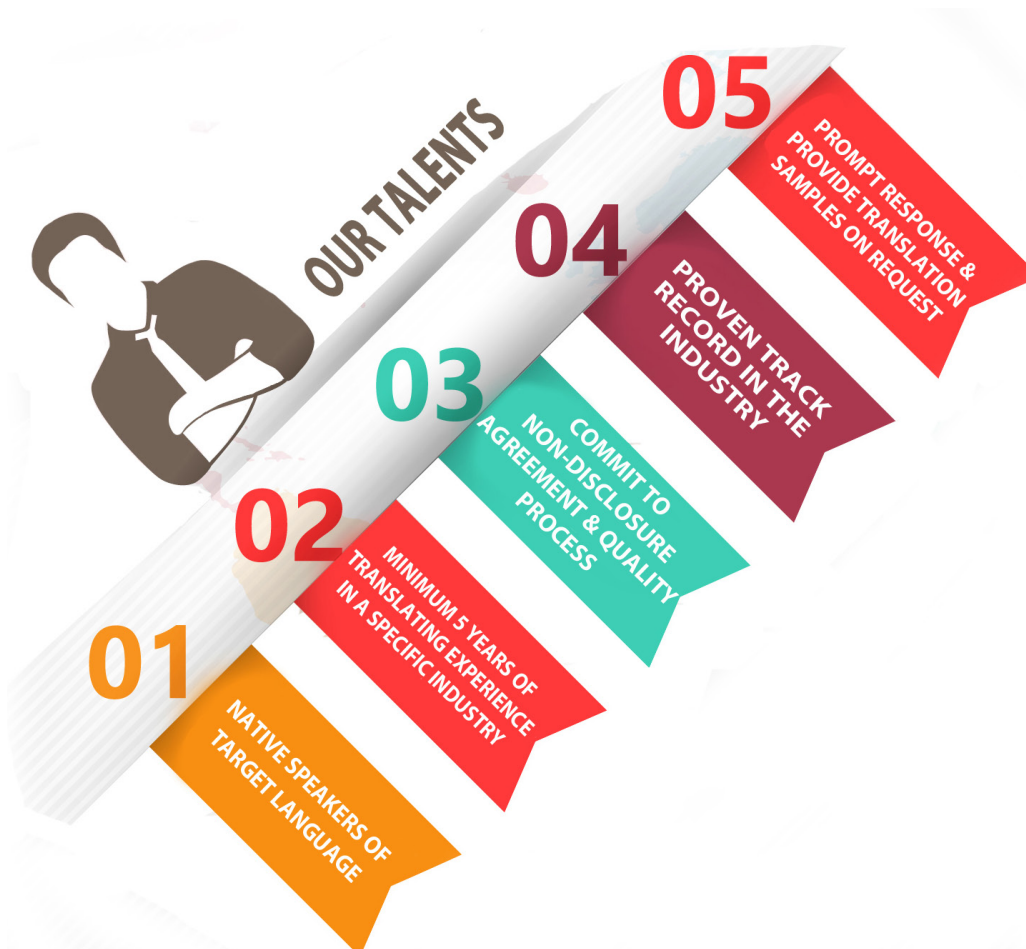 OUR TALENTS
01
NATIVE SPEAKERS OF
TARGET LANGUAGE
02
MINIMUM 5 YEARS OF
TRANSLATING EXPERIENCE
IN A SPECIFIC INDUSTRY
03
COMMIT TO
NON-DISCLOSURE
AGREEMENT & QUALITY
PROCESS
04
PROVEN TRACK
RECORD IN THE
INDUSTRY
05
PROMPT RESPONSE &
PROVIDE TRANSLATION
SAMPLES ON REQUEST